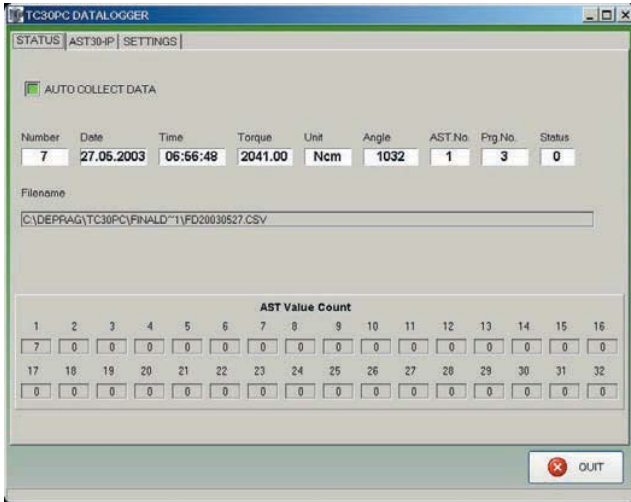 TC30PC DATALOGGER
STATUS AST30-IP SETTINGS
AUTO COLLECT DATA
Number Date Time Torque Unit Angle AST.No. Prg.No. Status
7 27.05.2003 06:56:48 2041.00 Ncm 1032 1 3 0
Filename
C:\DEPRAG\TC30PC\FINALD~1\FD20030527.CSV
AST Value Count
1 2 3 4 5 6 7 8 9 10 11 12 13 14 15 16
7 0 0 0 0 0 0 0 0 0 0 0 0 0 0 0
17 18 19 20 21 22 23 24 25 26 27 28 29 30 31 32
0 0 0 0 0 0 0 0 0 0 0 0 0 0 0 0
QUIT